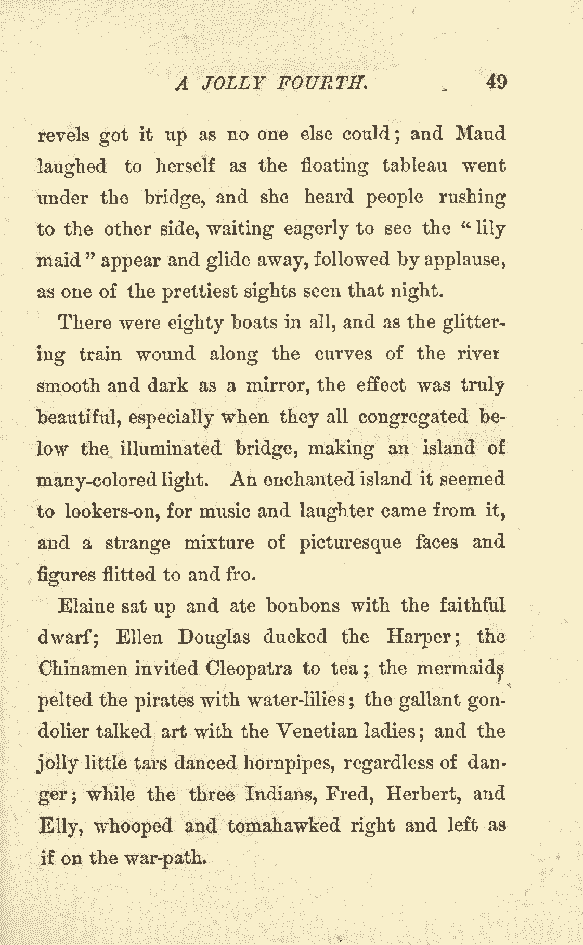 A JOLLY FOURTH. 49
revels got it up as no one else could; and Maud
laughed to herself as the floating tableau went
under the bridge, and she heard people rushing
to the other side, waiting eagerly to see the “lily
maid” appear and glide away, followed by applause,
as one of the prettiest sights seen that night.
There were eighty boats in all, and as the glitter-
ing train wound along the curves of the river
smooth and dark as a mirror, the effect was truly
beautiful, especially when they all congregated be-
low the illuminated bridge, making an island of
many-colored light. An enchanted island it seemed
to lookers-on, for music and laughter came from it,
and a strange mixture of picturesque faces and
figures flitted to and fro.
Elaine sat up and ate bonbons with the faithful
dwarf; Ellen Douglas ducked the Harper; the
Chinamen invited Cleopatra to tea; the mermaids
pelted the pirates with water-lilies; the gallant gon-
dolier talked art with the Venetian ladies; and the
jolly little tars danced hornpipes, regardless of dan-
ger; while the three Indians, Fred, Herbert, and
Elly, whooped and tomahawked right and left as
if on the war-path.